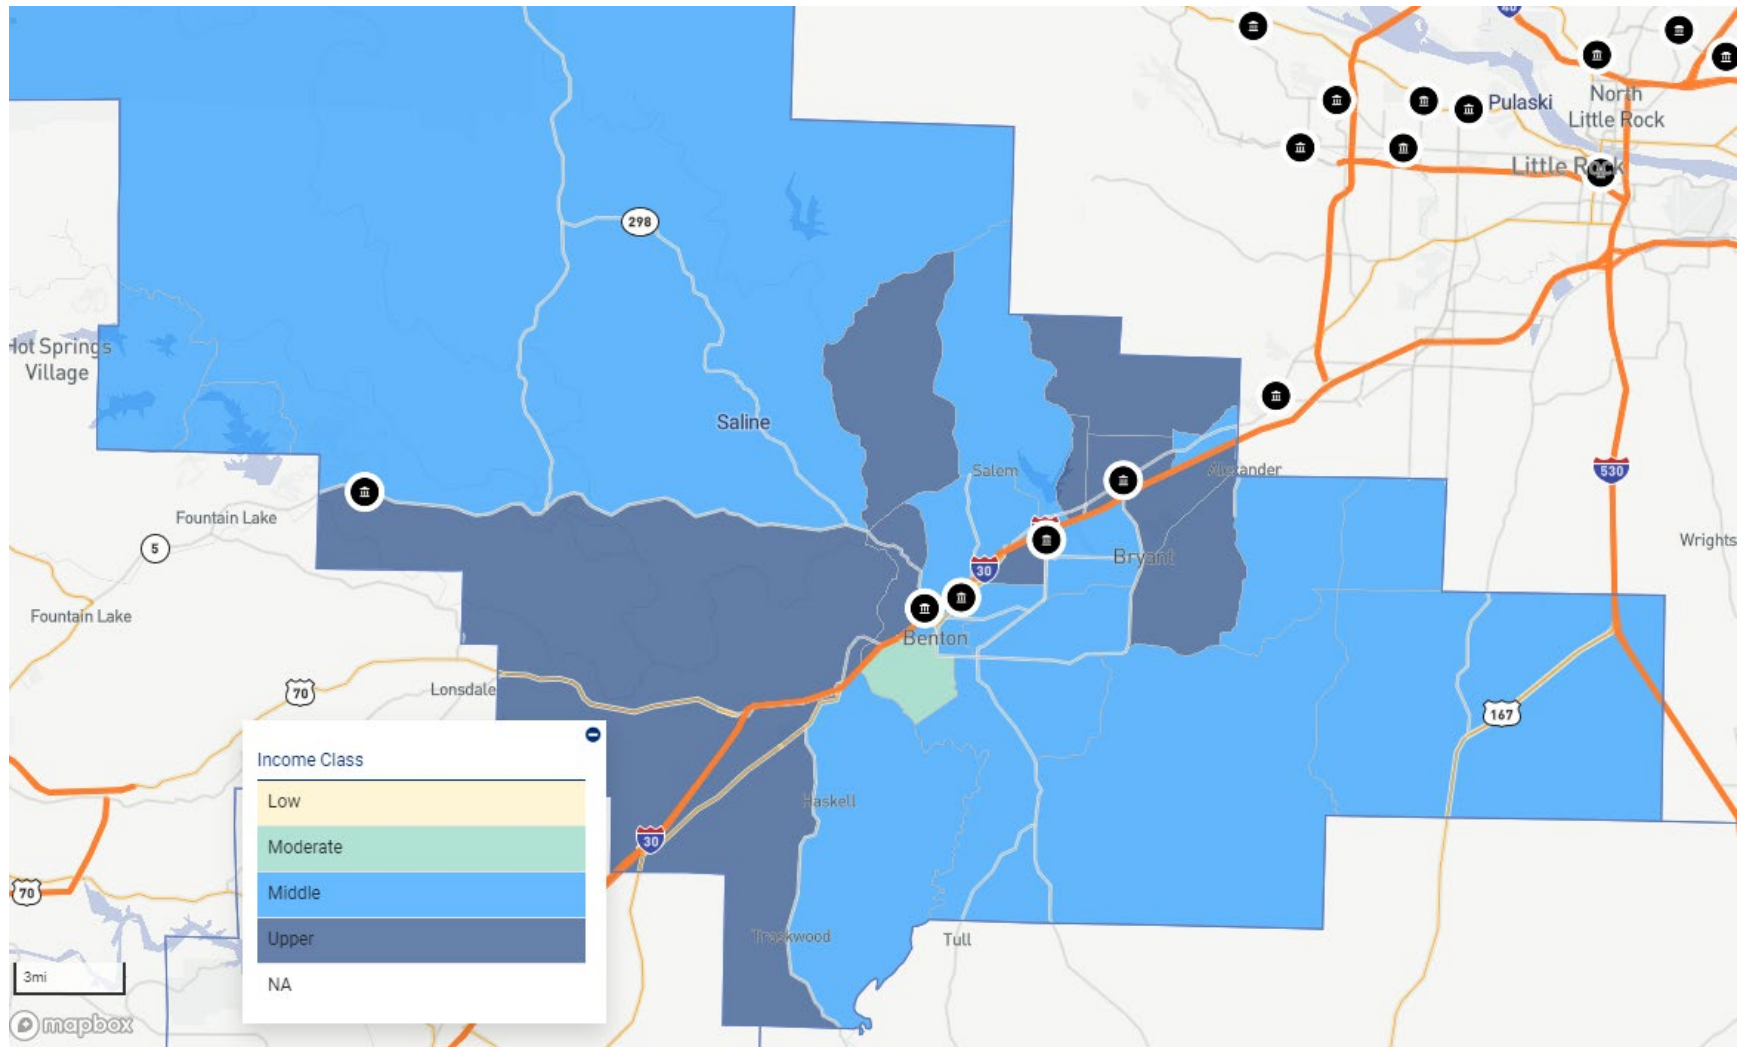 40
Pulaski
North
Little Rock
Little Rock
298
Hot Springs
Village
Saline
Salem
Alexander
530
Fountain Lake
5
Wrights
Bryant
30
Fountain Lake
Benton
70
Lonsdale
167
Income Class
Low
Moderate
Middle
Upper
NA
Haskell
30
70
Traskwood
Tull
3mi
mapbox